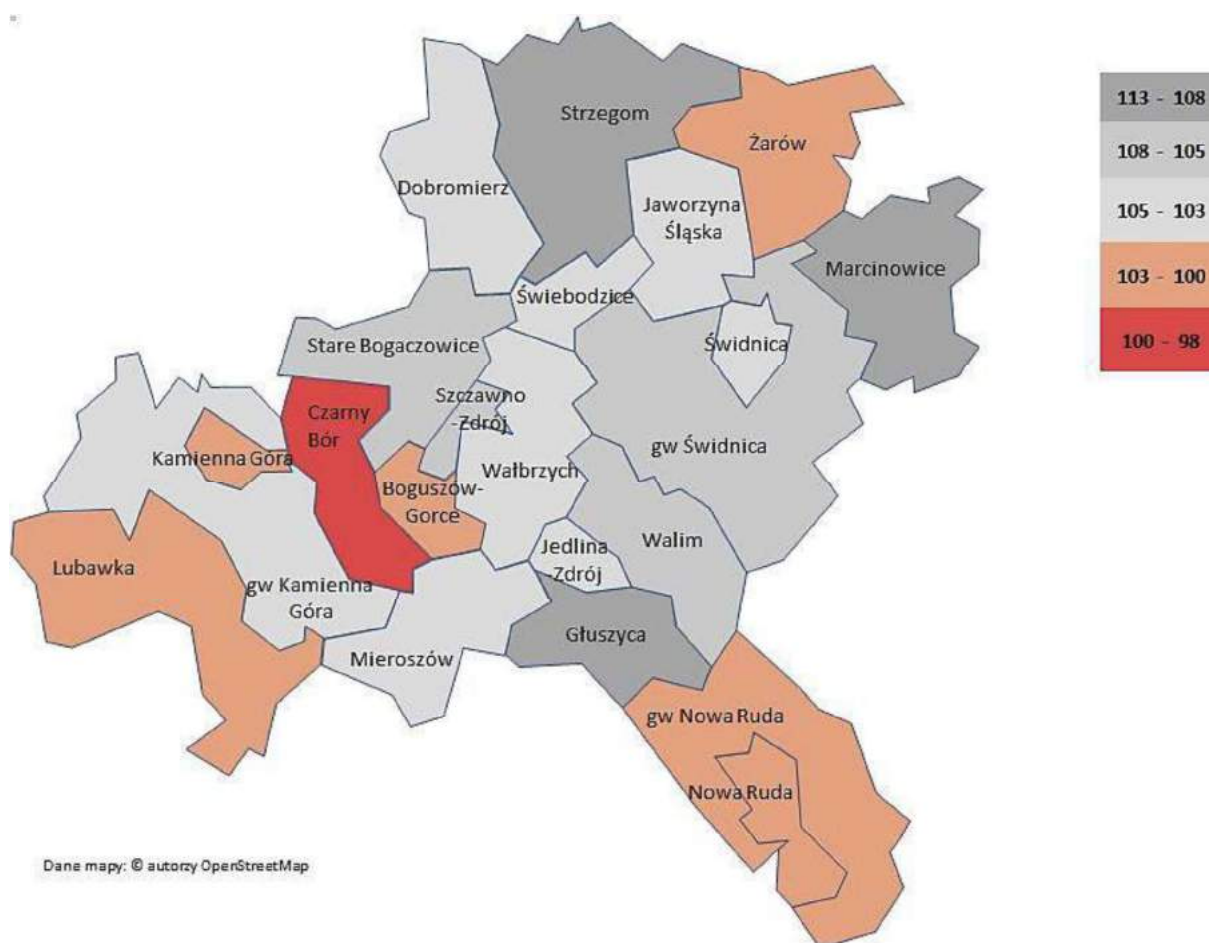 Strzegom
Żarów
Dobromierz
Jaworzyna
Śląska
Marcinowice
Świebodzice
Stare Bogaczowice
Świdnica
Szczawno
-Zdrój
Czarny
Bór
gw Świdnica
Kamienna Góra
Wałbrzych
Boguszów-
Gorce
Lubawka
Jedlina
-Zdrój
Walim
gw Kamienna
Góra
Głuszyca
Mieroszów
gw Nowa Ruda
Nowa Ruda
113 - 108
108 - 105
105 - 103
103 - 100
100 - 98
Dane mapy: © autorzy OpenStreetMap